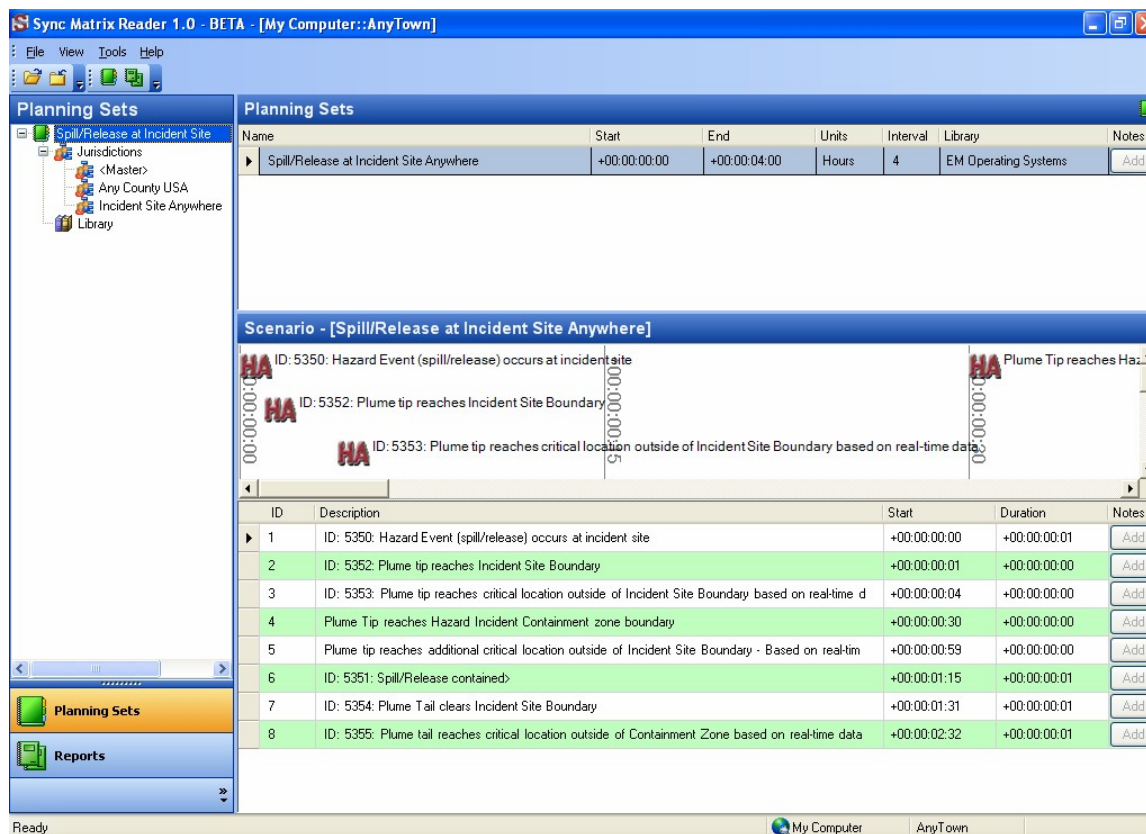 Sync Matrix Reader 1.0 - BETA - [My Computer::AnyTown]
File View Tools Help
Planning Sets
Spill/Release at Incident Site
Jurisdictions
<Master>
Any County USA
Incident Site Anywhere
Library
Planning Sets
Reports
Planning Sets
Name Start End Units Interval Library Notes
Spill/Release at Incident Site Anywhere +00:00:00:00 +00:00:04:00 Hours 4 EM Operating Systems Add
Scenario - [Spill/Release at Incident Site Anywhere]
HA ID: 5350: Hazard Event (spill/release) occurs at incident site
HA Plume Tip reaches Haz
HA ID: 5352: Plume tip reaches Incident Site Boundary
HA ID: 5353: Plume tip reaches critical location outside of Incident Site Boundary based on real-time data
ID Description Start Duration Notes
1 ID: 5350: Hazard Event (spill/release) occurs at incident site +00:00:00:00 +00:00:00:01 Add
2 ID: 5352: Plume tip reaches Incident Site Boundary +00:00:00:01 +00:00:00:00 Add
3 ID: 5353: Plume tip reaches critical location outside of Incident Site Boundary based on real-time d +00:00:00:04 +00:00:00:00 Add
4 Plume Tip reaches Hazard Incident Containment zone boundary +00:00:00:30 +00:00:00:00 Add
5 Plume tip reaches additional critical location outside of Incident Site Boundary - Based on real-tim +00:00:00:59 +00:00:00:00 Add
6 ID: 5351: Spill/Release contained> +00:00:01:15 +00:00:00:01 Add
7 ID: 5354: Plume Tail clears Incident Site Boundary +00:00:01:31 +00:00:00:01 Add
8 ID: 5355: Plume tail reaches critical location outside of Containment Zone based on real-time data +00:00:02:32 +00:00:00:01 Add
Ready My Computer AnyTown